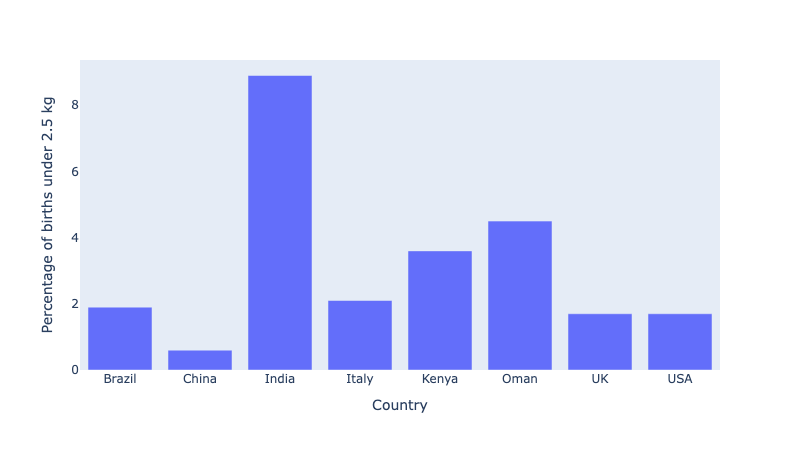 Percentage of births under 2.5 kg
8
6
4
2
0
Brazil China India Italy Kenya Oman UK USA
Country